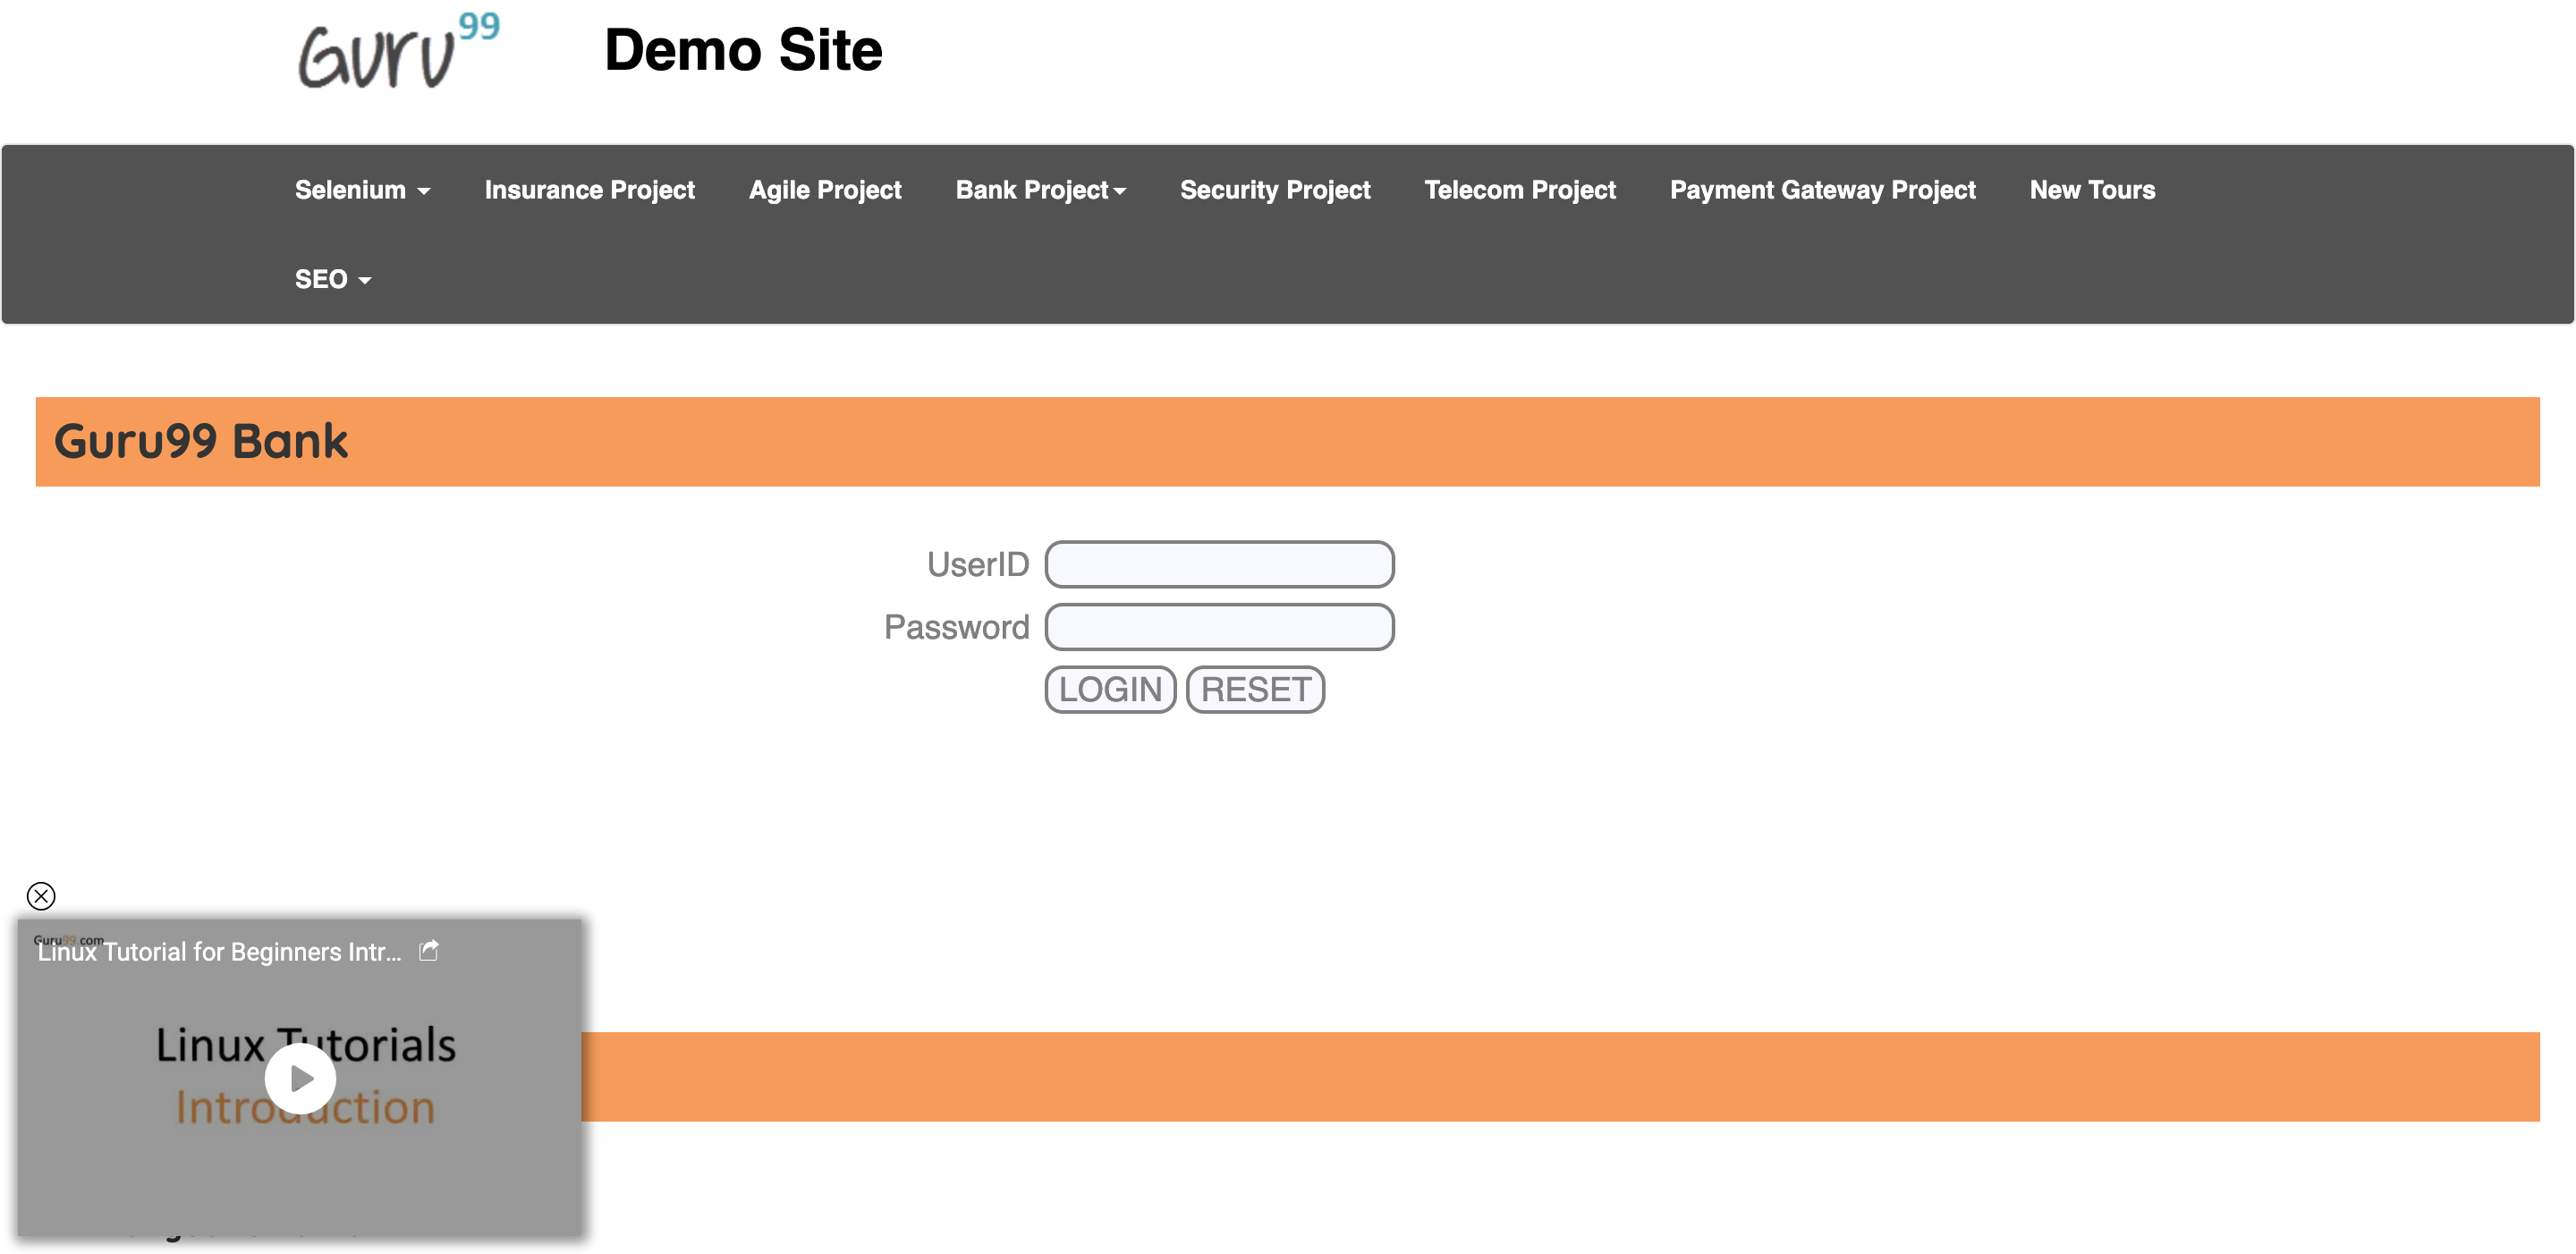 Guru99
Demo Site
Selenium Insurance Project Agile Project Bank Project Security Project Telecom Project Payment Gateway Project New Tours
SEO
Guru99 Bank
UserID
Password
LOGIN RESET
Guru99.com
Linux Tutorial for Beginners Intr...
Linux Tutorials
Introduction